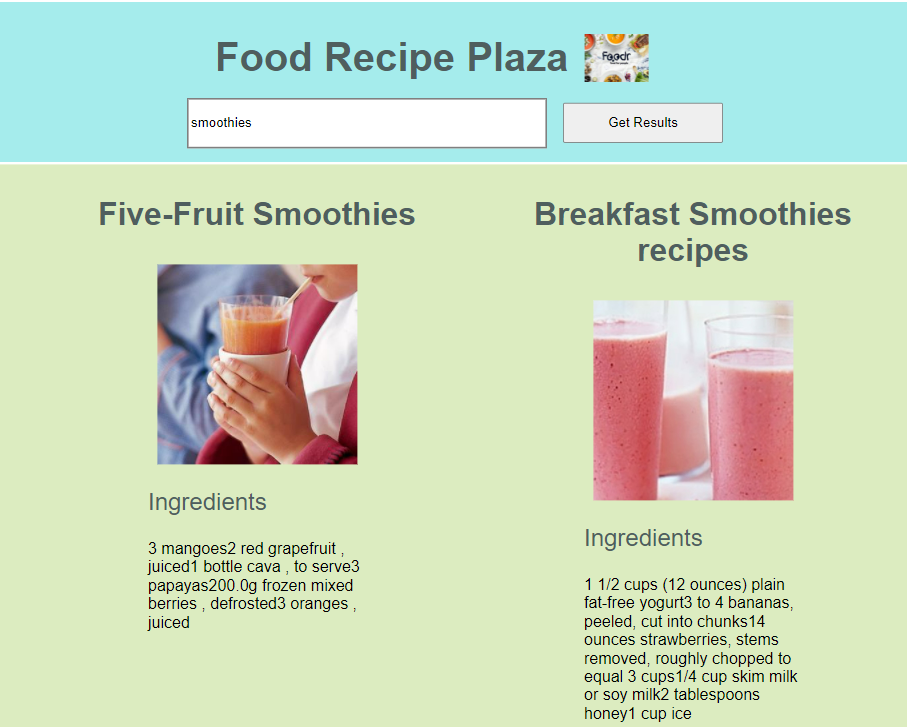 Food Recipe Plaza
Foodr
smoothies
Get Results
Five-Fruit Smoothies
Ingredients
3 mangoes2 red grapefruit ,
juiced1 bottle cava , to serve3
papayas200.0g frozen mixed
berries , defrosted3 oranges ,
juiced
Breakfast Smoothies
recipes
Ingredients
1 1/2 cups (12 ounces) plain
fat-free yogurt3 to 4 bananas,
peeled, cut into chunks14
ounces strawberries, stems
removed, roughly chopped to
equal 3 cups1/4 cup skim milk
or soy milk2 tablespoons
honey1 cup ice